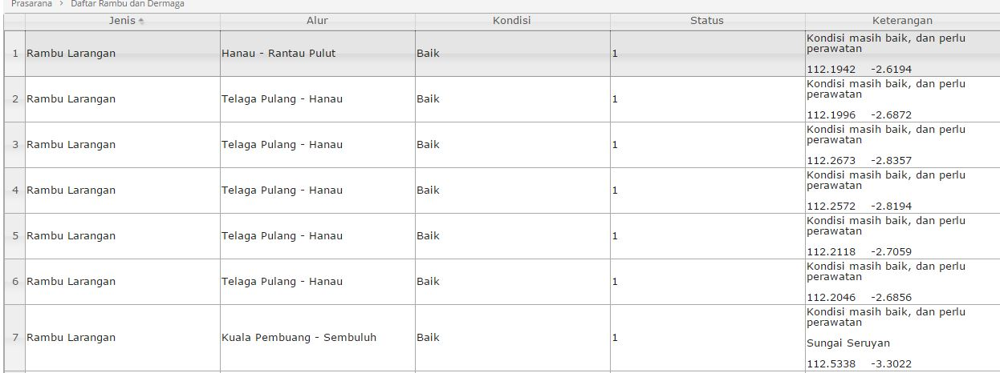 Prasarana > Daftar Rambu dan Dermaga
Jenis Alur Kondisi Status Keterangan
1 Rambu Larangan Hanau - Rantau Pulut Baik 1 Kondisi masih baik, dan perlu
perawatan
112.1942 -2.6194
2 Rambu Larangan Telaga Pulang - Hanau Baik 1 Kondisi masih baik, dan perlu
perawatan
112.1996 -2.6872
3 Rambu Larangan Telaga Pulang - Hanau Baik 1 Kondisi masih baik, dan perlu
perawatan
112.2673 -2.8357
4 Rambu Larangan Telaga Pulang - Hanau Baik 1 Kondisi masih baik, dan perlu
perawatan
112.2572 -2.8194
5 Rambu Larangan Telaga Pulang - Hanau Baik 1 Kondisi masih baik, dan perlu
perawatan
112.2118 -2.7059
6 Rambu Larangan Telaga Pulang - Hanau Baik 1 Kondisi masih baik, dan perlu
perawatan
112.2046 -2.6856
7 Rambu Larangan Kuala Pembuang - Sembuluh Baik 1 Kondisi masih baik, dan perlu
perawatan
Sungai Seruyan
112.5338 -3.3022